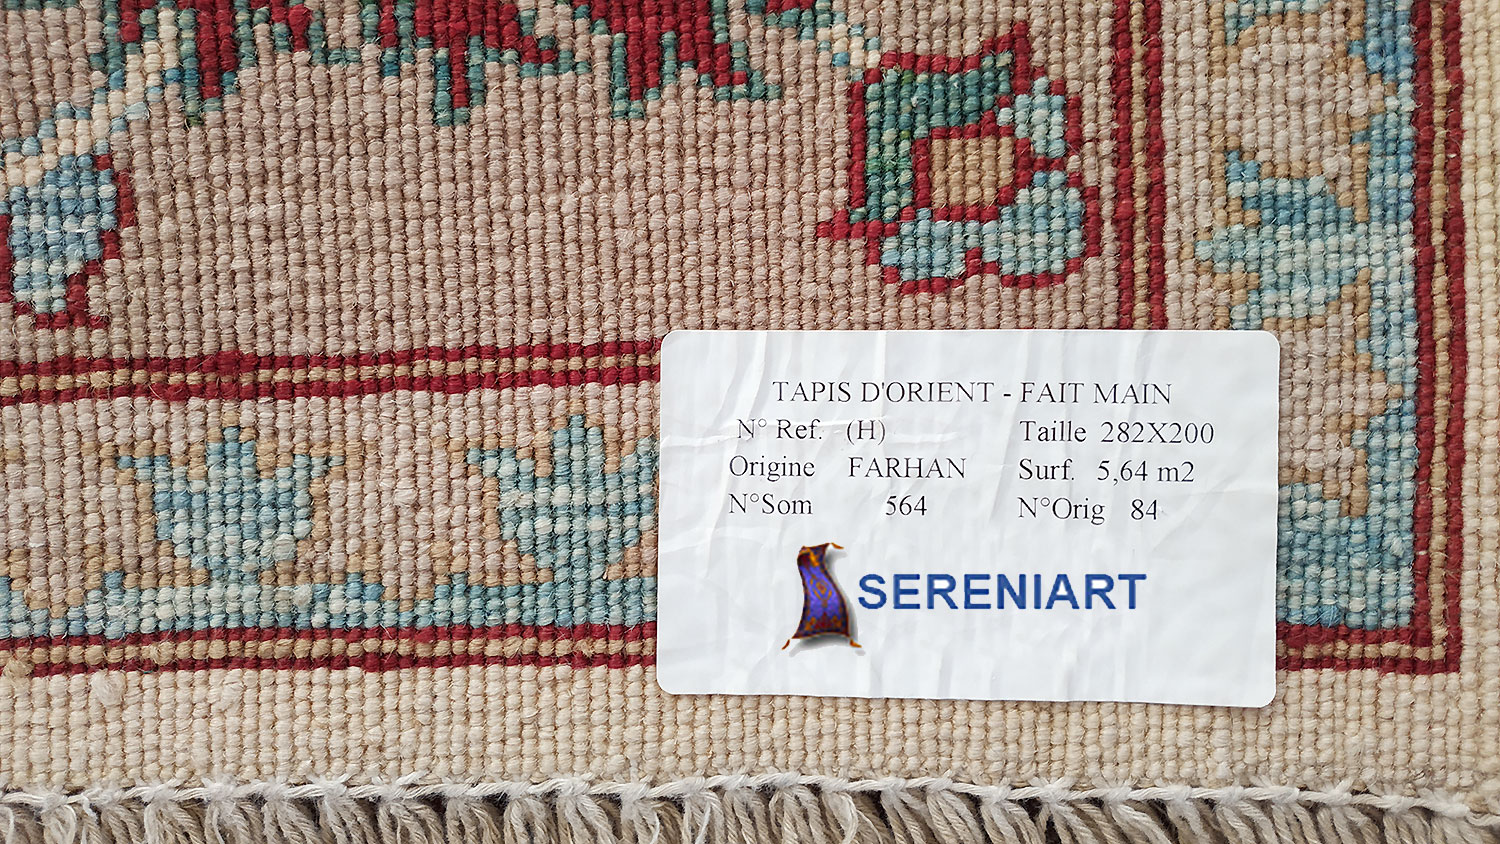 TAPIS D'ORIENT - FAIT MAIN
N° Ref. (H) Taille 282X200
Origine FARHAN Surf. 5,64 m2
N°Som 564 N°Orig 84
SERENIART